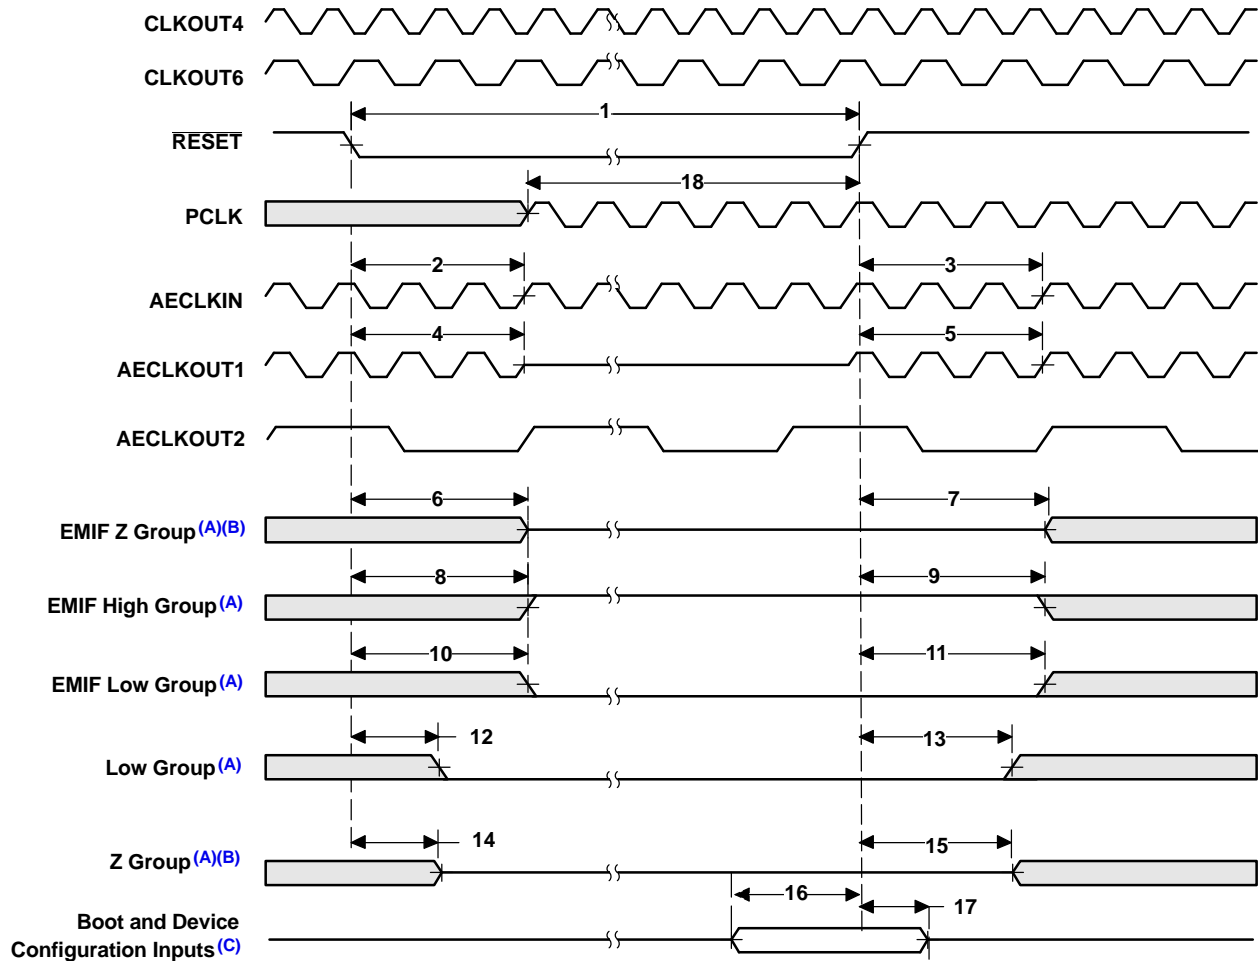 CLKOUT4
CLKOUT6
1
RESET
18
PCLK
2
3
AECLKIN
4
5
AECLKOUT1
AECLKOUT2
6
7
EMIF Z Group (A)(B)
8
9
EMIF High Group (A)
10
11
EMIF Low Group (A)
12
13
Low Group (A)
14
15
Z Group (A)(B)
16
17
Boot and Device
Configuration Inputs (C)